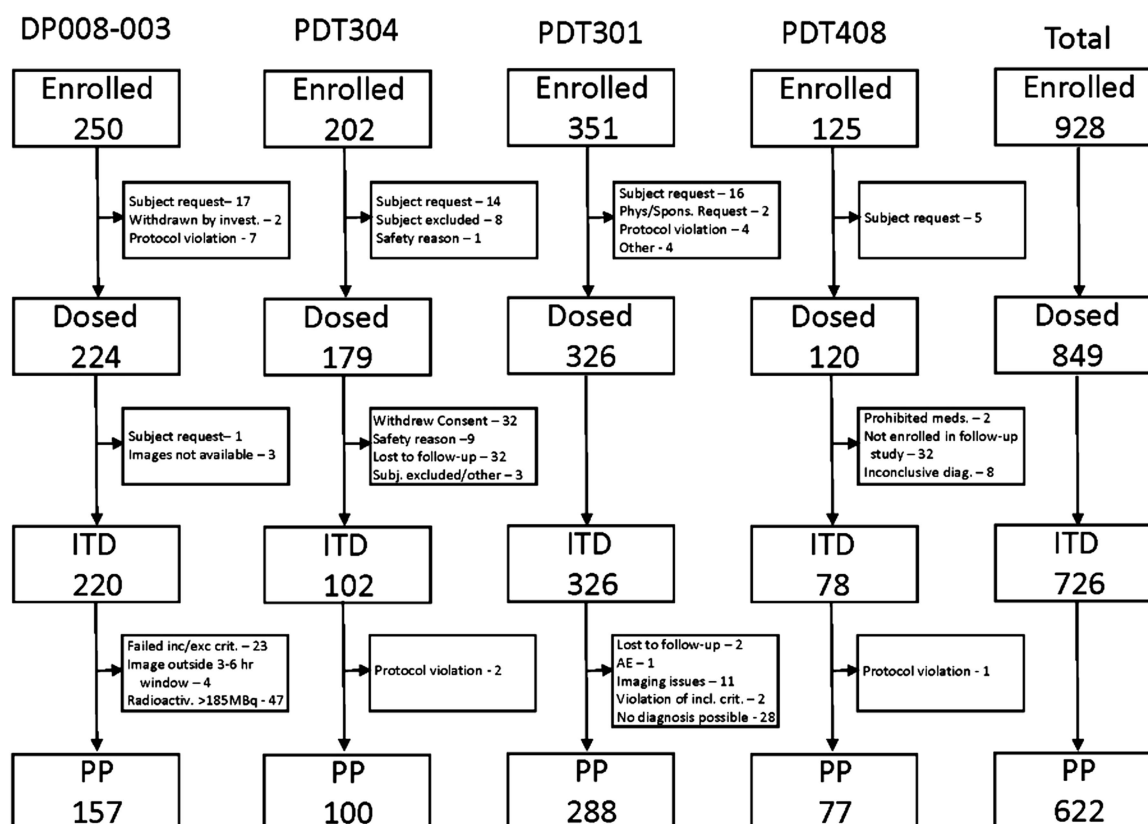 DP008-003
PDT304
PDT301
PDT408
Total
Enrolled
250
Enrolled
202
Enrolled
351
Enrolled
125
Enrolled
928
Subject request– 17
Withdrawn by invest. – 2
Protocol violation - 7
Subject request – 14
Subject excluded – 8
Safety reason – 1
Subject request – 16
Phys/Spons. Request – 2
Protocol violation – 4
Other - 4
Subject request – 5
Dosed
224
Dosed
179
Dosed
326
Dosed
120
Dosed
849
Subject request– 1
Images not available – 3
Withdrew Consent – 32
Safety reason –9
Lost to follow-up – 32
Subj. excluded/other – 3
Prohibited meds. – 2
Not enrolled in follow-up
study – 32
Inconclusive diag. – 8
ITD
220
ITD
102
ITD
326
ITD
78
ITD
726
Failed inc/exc crit. – 23
Image outside 3-6 hr
window – 4
Radioactiv. >185MBq - 47
Protocol violation - 2
Lost to follow-up – 2
AE – 1
Imaging issues – 11
Violation of incl. crit. – 2
No diagnosis possible - 28
Protocol violation - 1
PP
157
PP
100
PP
288
PP
77
PP
622